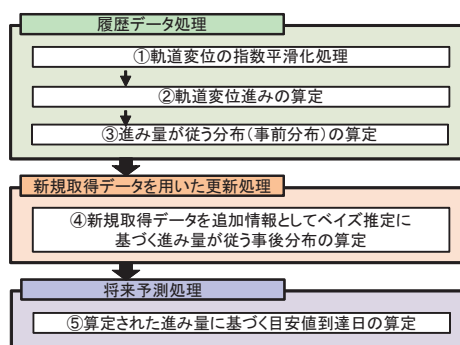 履歴データ処理
①軌道変位の指数平滑化処理
②軌道変位進みの算定
③進み量が従う分布(事前分布)の算定
新規取得データを用いた更新処理
④新規取得データを追加情報としてベイズ推定に
基づく進み量が従う事後分布の算定
将来予測処理
⑤算定された進み量に基づく目安値到達日の算定